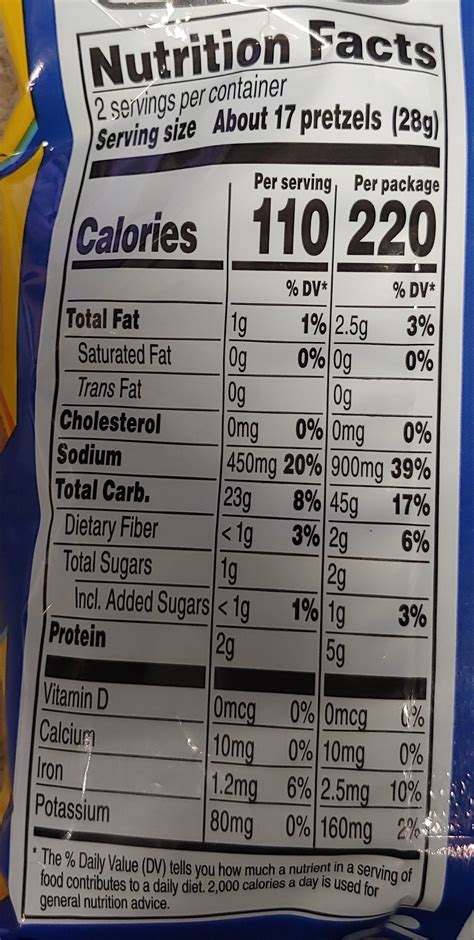 Nutrition Facts
2 servings per container
Serving size About 17 pretzels (28g)
Per serving Per package
Calories 110 220
% DV* % DV*
Total Fat 1g 1% 2.5g 3%
Saturated Fat 0g 0% 0g 0%
Trans Fat 0g 0g
Cholesterol 0mg 0% 0mg 0%
Sodium 450mg 20% 900mg 39%
Total Carb. 23g 8% 45g 17%
Dietary Fiber <1g 3% 2g 6%
Total Sugars 1g 2g
Incl. Added Sugars <1g 1% 1g 3%
Protein 2g 5g
Vitamin D 0mcg 0% 0mcg 0%
Calcium 10mg 0% 10mg 0%
Iron 1.2mg 6% 2.5mg 10%
Potassium 80mg 0% 160mg 2%
* The % Daily Value (DV) tells you how much a nutrient in a serving of
food contributes to a daily diet. 2,000 calories a day is used for
general nutrition advice.